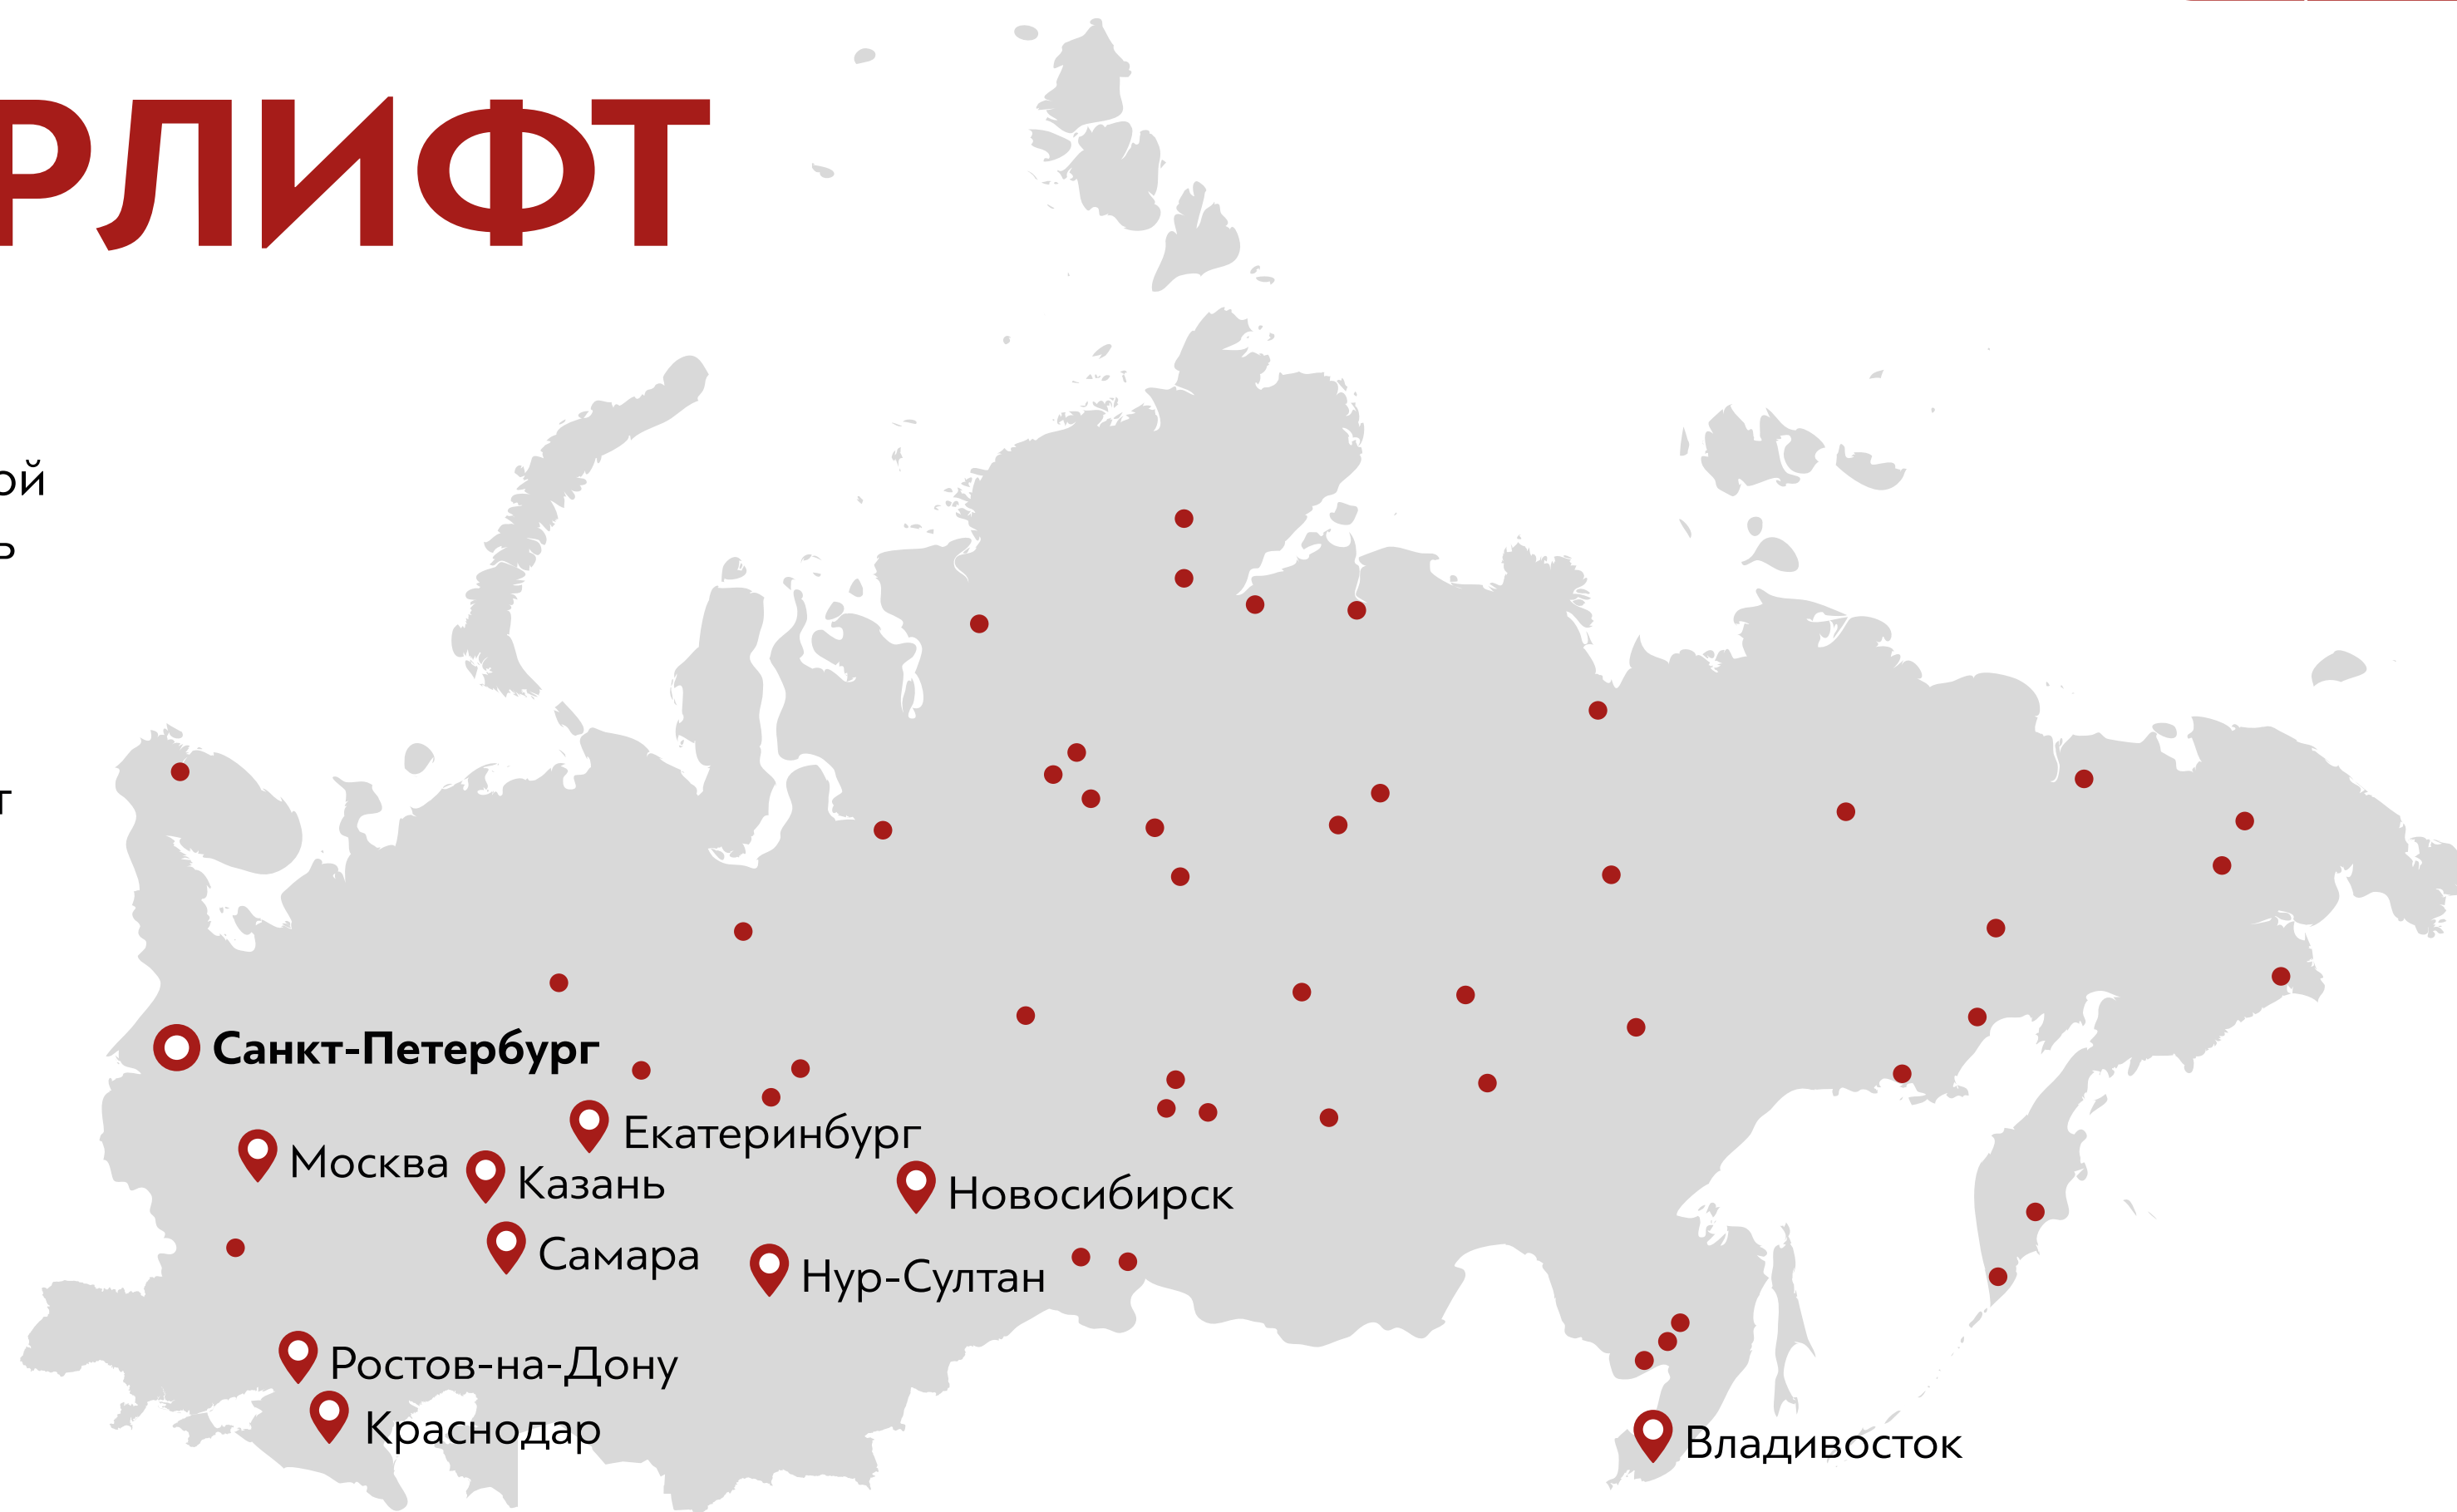 РЛИФТ
ой
ь
г
Санкт-Петербург
Екатеринбург
Москва
Казань
Новосибирск
Самара
Нур-Султан
Ростов-на-Дону
Краснодар
Владивосток